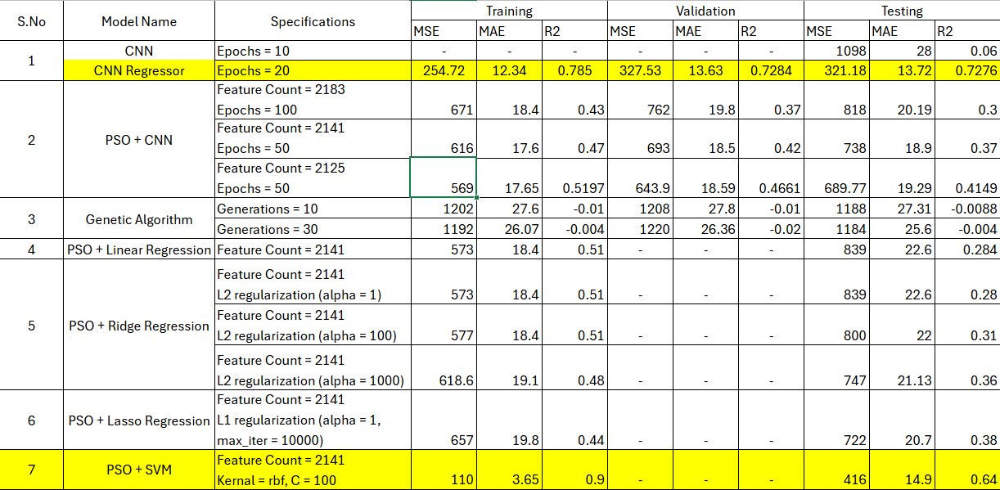 S.No Model Name Specifications Training Validation Testing
MSE MAE R2 MSE MAE R2 MSE MAE R2
1 CNN Epochs = 10 - - - - - - 1098 28 0.06
CNN Regressor Epochs = 20 254.72 12.34 0.785 327.53 13.63 0.7284 321.18 13.72 0.7276
2 PSO + CNN Feature Count = 2183
Epochs = 100 671 18.4 0.43 762 19.8 0.37 818 20.19 0.3
Feature Count = 2141
Epochs = 50 616 17.6 0.47 693 18.5 0.42 738 18.9 0.37
Feature Count = 2125
Epochs = 50 569 17.65 0.5197 643.9 18.59 0.4661 689.77 19.29 0.4149
3 Genetic Algorithm Generations = 10 1202 27.6 -0.01 1208 27.8 -0.01 1188 27.31 -0.0088
Generations = 30 1192 26.07 -0.004 1220 26.36 -0.02 1184 25.6 -0.004
4 PSO + Linear Regression Feature Count = 2141 573 18.4 0.51 - - - 839 22.6 0.284
5 PSO + Ridge Regression Feature Count = 2141
L2 regularization (alpha = 1) 573 18.4 0.51 - - - 839 22.6 0.28
Feature Count = 2141
L2 regularization (alpha = 100) 577 18.4 0.51 - - - 800 22 0.31
Feature Count = 2141
L2 regularization (alpha = 1000) 618.6 19.1 0.48 - - - 747 21.13 0.36
6 PSO + Lasso Regression Feature Count = 2141
L1 regularization (alpha = 1,
max_iter = 10000) 657 19.8 0.44 - - - 722 20.7 0.38
7 PSO + SVM Feature Count = 2141
Kernal = rbf, C = 100 110 3.65 0.9 - - - 416 14.9 0.64